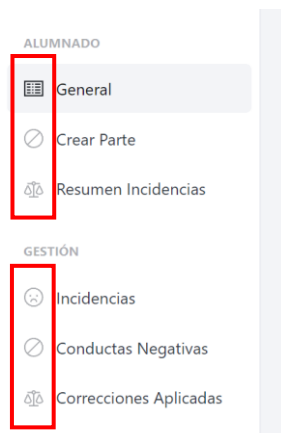 ALUMNADO
General
Crear Parte
Resumen Incidencias
GESTIÓN
Incidencias
Conductas Negativas
Correcciones Aplicadas